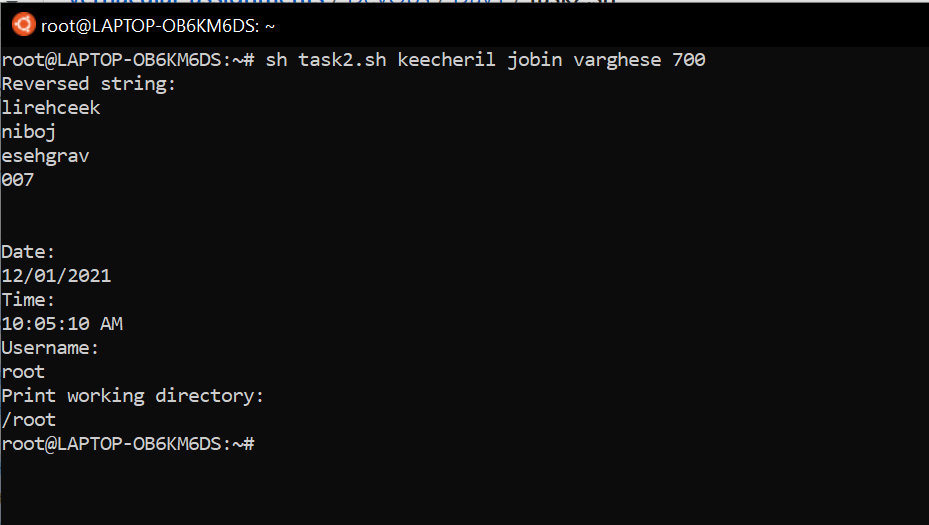 root@LAPTOP-OB6KM6DS: ~
root@LAPTOP-OB6KM6DS:~# sh task2.sh keecheril jobin varghese 700
Reversed string:
lirehceek
niboj
esehgrav
007
Date:
12/01/2021
Time:
10:05:10 AM
Username:
root
Print working directory:
/root
root@LAPTOP-OB6KM6DS:~#